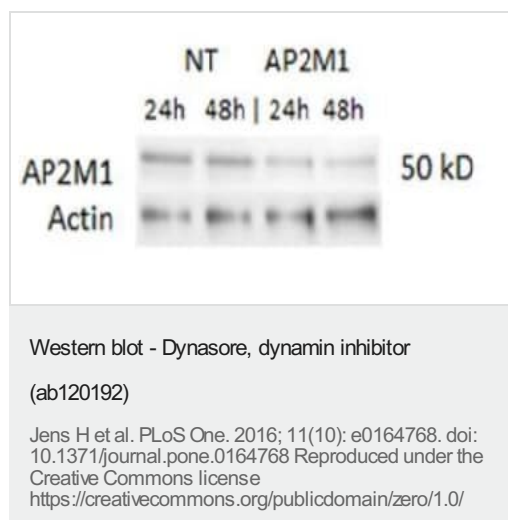 NT AP2M1
24h 48h | 24h 48h
AP2M1 50 kD
Actin
Western blot - Dynasore, dynamin inhibitor
(ab120192)
Jens H et al. PLoS One. 2016; 11(10): e0164768. doi:
10.1371/journal.pone.0164768 Reproduced under the
Creative Commons license
https://creativecommons.org/publicdomain/zero/1.0/